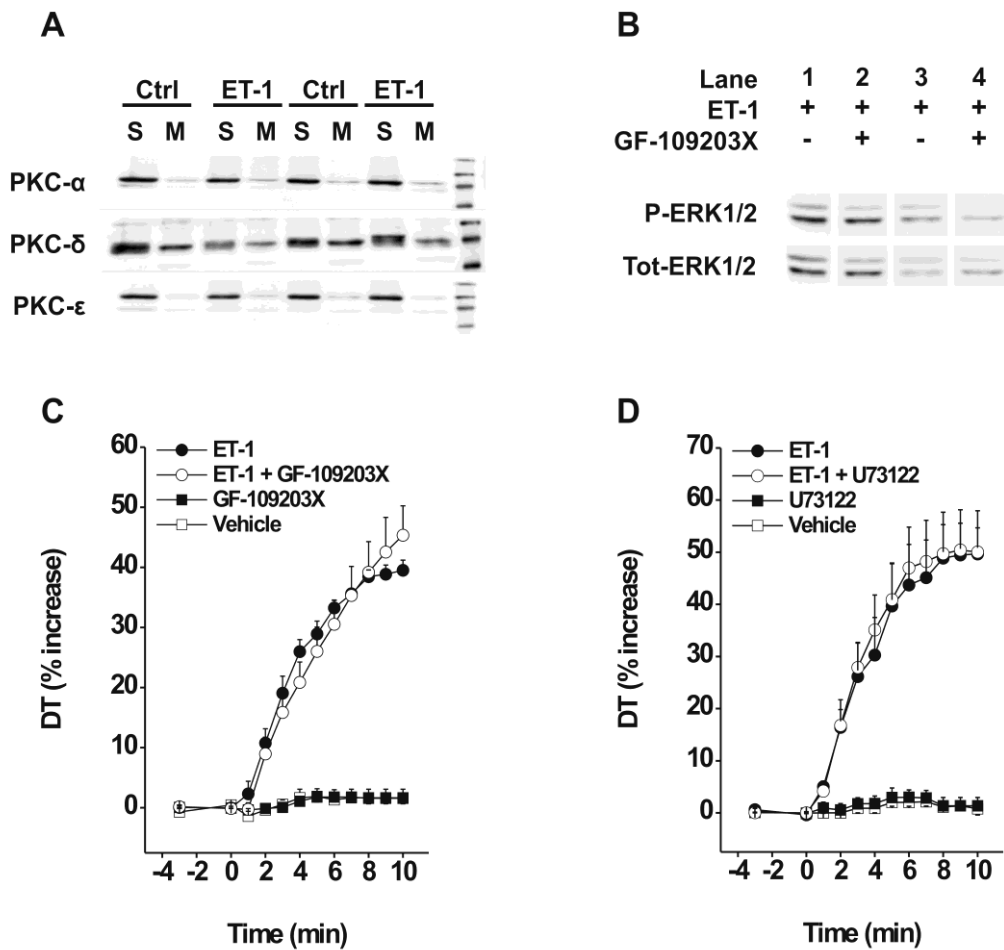 A
Ctrl ET-1 Ctrl ET-1
S M S M S M S M
PKC-α
PKC-δ
PKC-ε
B
Lane 1 2 3 4
ET-1 + + + +
GF-109203X - + - +
P-ERK1/2
Tot-ERK1/2
C
ET-1
ET-1 + GF-109203X
GF-109203X
Vehicle
DT (% increase)
60
50
40
30
20
10
0
-4 -2 0 2 4 6 8 10
Time (min)
D
ET-1
ET-1 + U73122
U73122
Vehicle
DT (% increase)
70
60
50
40
30
20
10
0
-4 -2 0 2 4 6 8 10
Time (min)